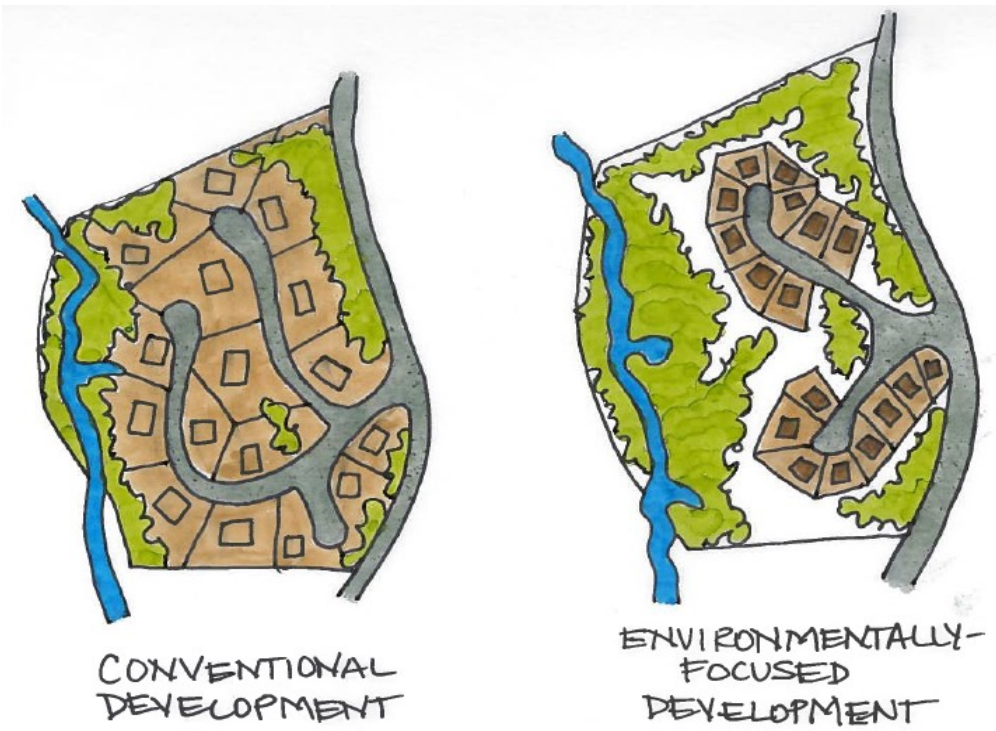 CONVENTIONAL
DEVELOPMENT
ENVIRONMENTALLY-
FOCUSED
DEVELOPMENT